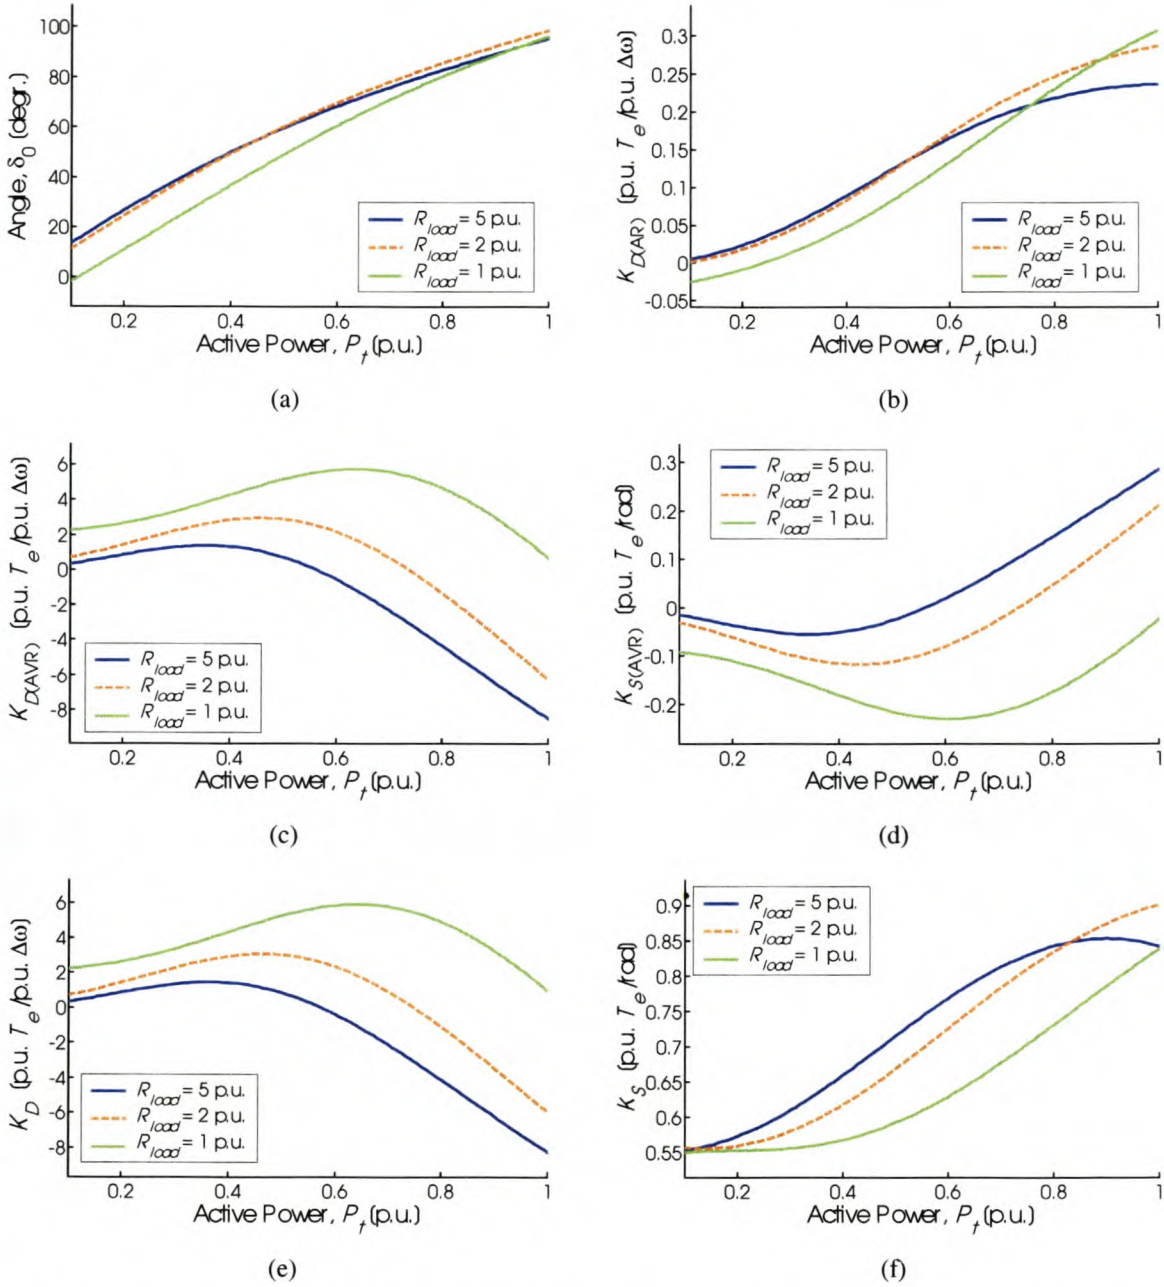 100
80
60
40
20
0
Angle, δ0 (degr.)
Rload = 5 p.u.
Rload = 2 p.u.
Rload = 1 p.u.
0.2 0.4 0.6 0.8 1
Active Power, Pt (p.u.)
(a)
0.3
0.25
0.2
0.15
0.1
0.05
0
-0.05
KD(AR) (p.u. Te/p.u. Δω)
Rload = 5 p.u.
Rload = 2 p.u.
Rload = 1 p.u.
0.2 0.4 0.6 0.8 1
Active Power, Pt (p.u.)
(b)
6
4
2
0
-2
-4
-6
-8
KD(AVR) (p.u. Te/p.u. Δω)
Rload = 5 p.u.
Rload = 2 p.u.
Rload = 1 p.u.
0.2 0.4 0.6 0.8 1
Active Power, Pt (p.u.)
(c)
0.3
0.2
0.1
0
-0.1
-0.2
KS(AVR) (p.u. Te/rad)
Rload = 5 p.u.
Rload = 2 p.u.
Rload = 1 p.u.
0.2 0.4 0.6 0.8 1
Active Power, Pt (p.u.)
(d)
6
4
2
0
-2
-4
-6
-8
KD (p.u. Te/p.u. Δω)
Rload = 5 p.u.
Rload = 2 p.u.
Rload = 1 p.u.
0.2 0.4 0.6 0.8 1
Active Power, Pt (p.u.)
(e)
0.9
0.85
0.8
0.75
0.7
0.65
0.6
0.55
KS (p.u. Te/rad)
Rload = 5 p.u.
Rload = 2 p.u.
Rload = 1 p.u.
0.2 0.4 0.6 0.8 1
Active Power, Pt (p.u.)
(f)